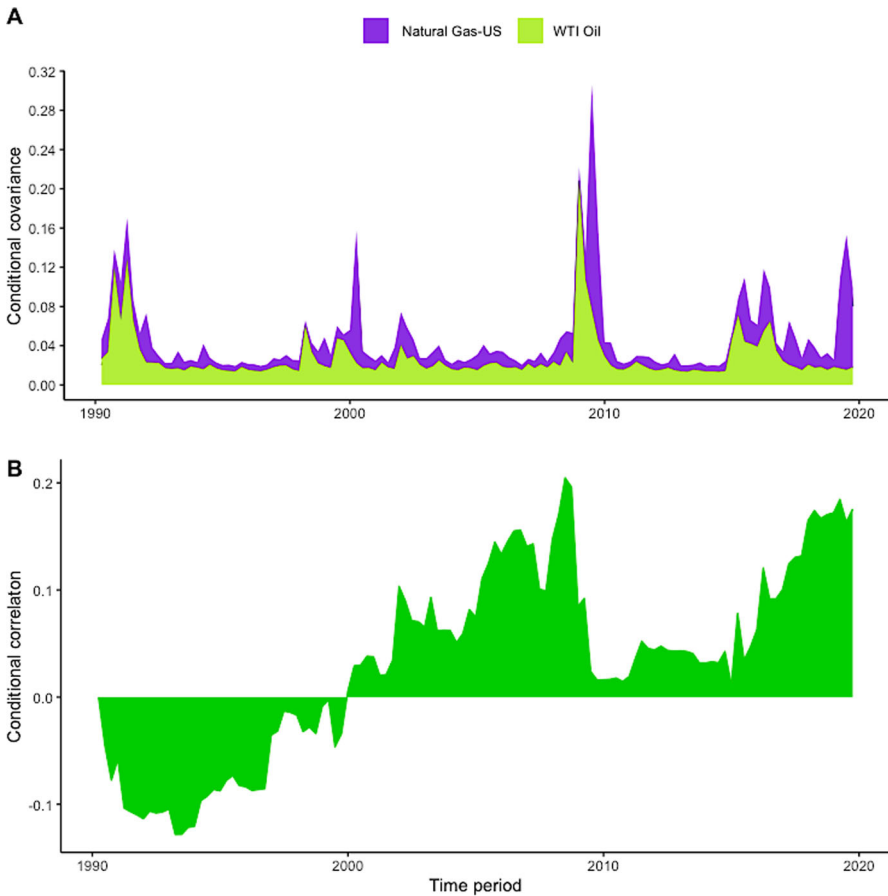 A
Natural Gas-US WTI Oil
Conditional covariance
0.32
0.28
0.24
0.20
0.16
0.12
0.08
0.04
0.00
1990 2000 2010 2020
B
Conditional correlaton
0.2
0.1
0.0
-0.1
1990 2000 2010 2020
Time period